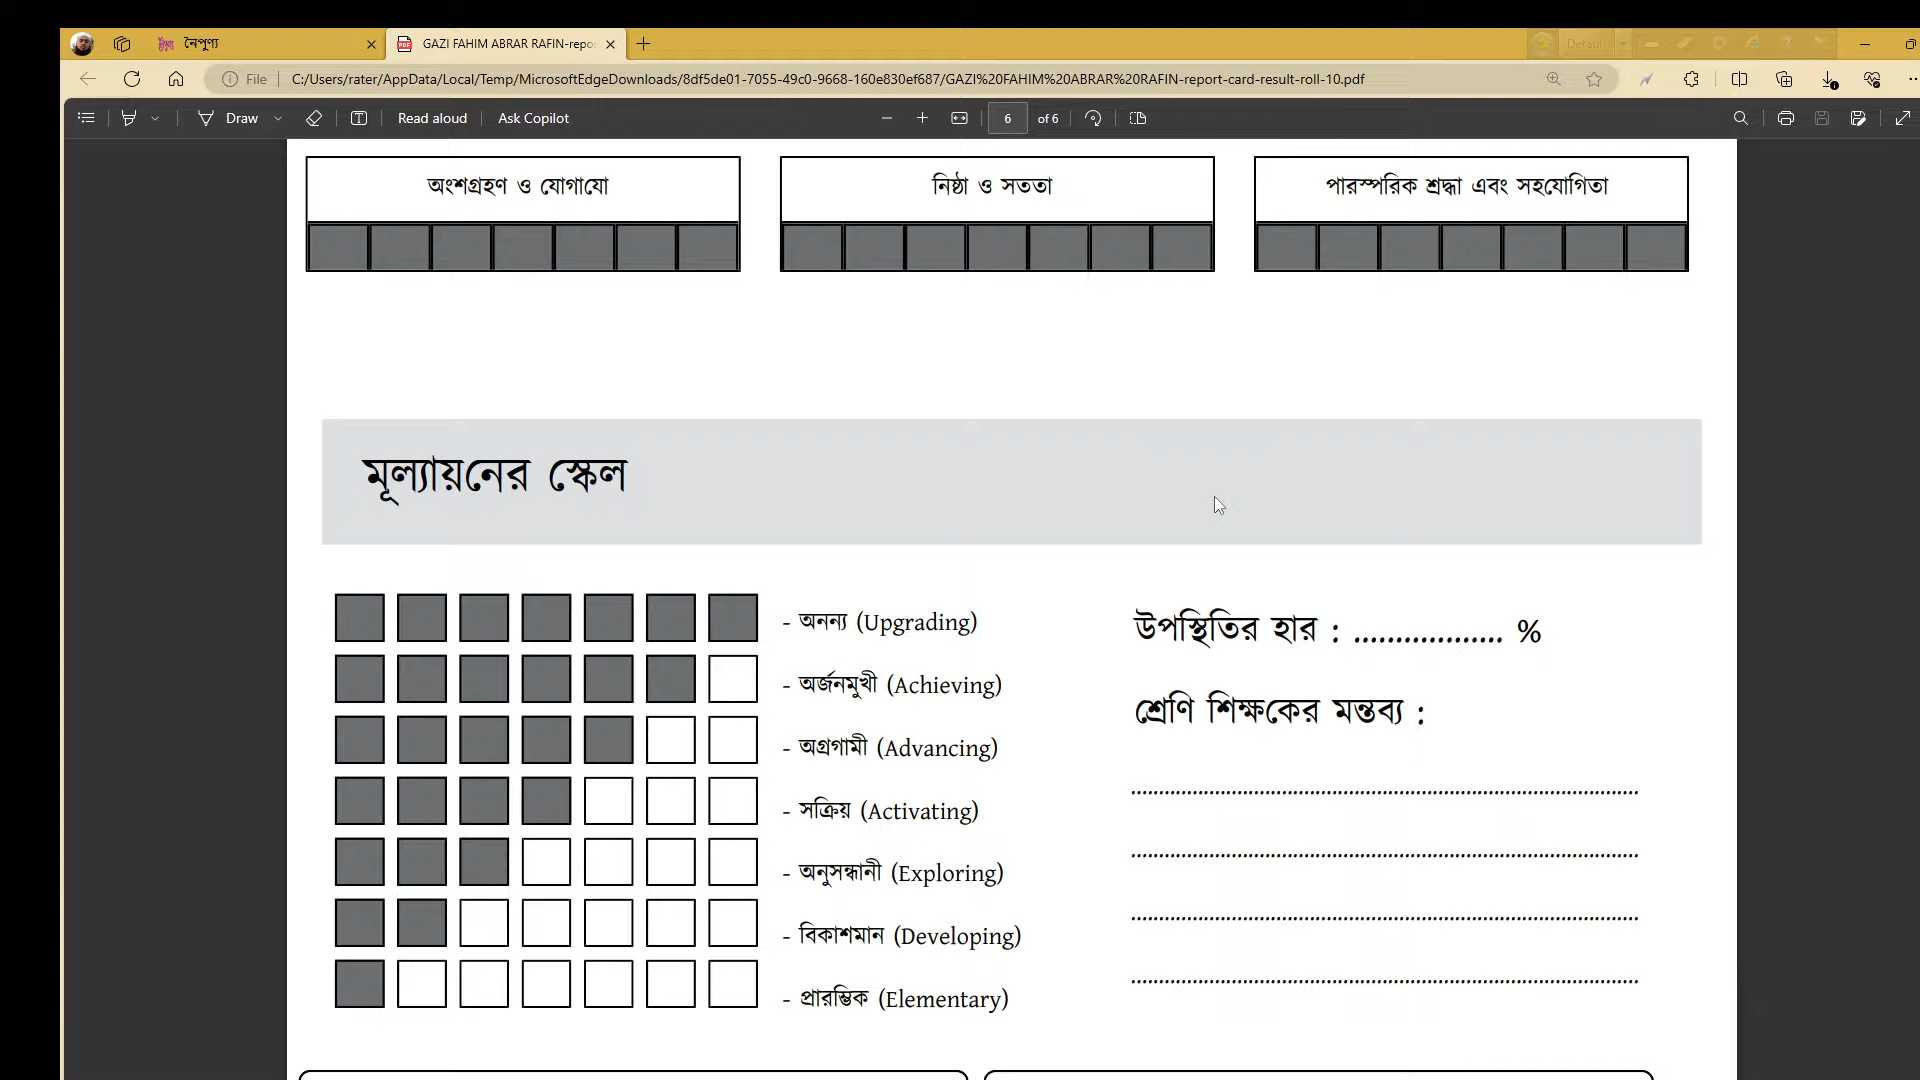 নৈপুণ্য
GAZI FAHIM ABRAR RAFIN-repo
File
C:/Users/rater/AppData/Local/Temp/MicrosoftEdgeDownloads/8df5de01-7055-49c0-9668-160e830ef687/GAZI%20FAHIM%20ABRAR%20RAFIN-report-card-result-roll-10.pdf
Draw
Read aloud
Ask Copilot
6 of 6
অংশগ্রহণ ও যোগাযো
নিষ্ঠা ও সততা
পারস্পরিক শ্রদ্ধা এবং সহযোগিতা
মূল্যায়নের স্কেল
- অনন্য (Upgrading)
- অর্জনমুখী (Achieving)
- অগ্রগামী (Advancing)
- সক্রিয় (Activating)
- অনুসন্ধানী (Exploring)
- বিকাশমান (Developing)
- প্রারম্ভিক (Elementary)
উপস্থিতির হার : .................. %
শ্রেণি শিক্ষকের মন্তব্য :